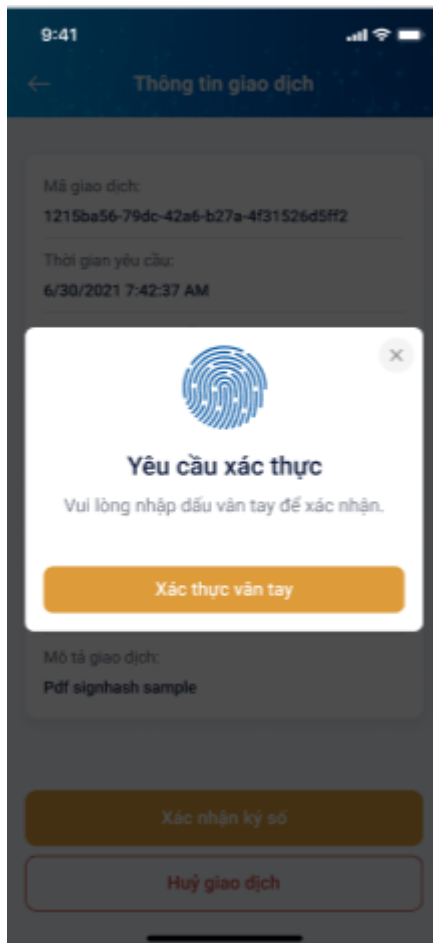 9:41
Thông tin giao dịch
Mã giao dịch:
1215ba56-79dc-42a6-b27a-4f31526d5ff2
Thời gian yêu cầu:
6/30/2021 7:42:37 AM
Yêu cầu xác thực
Vui lòng nhập dấu vân tay để xác nhận.
Xác thực vân tay
Mô tả giao dịch:
Pdf signhash sample
Xác nhận ký số
Huỷ giao dịch